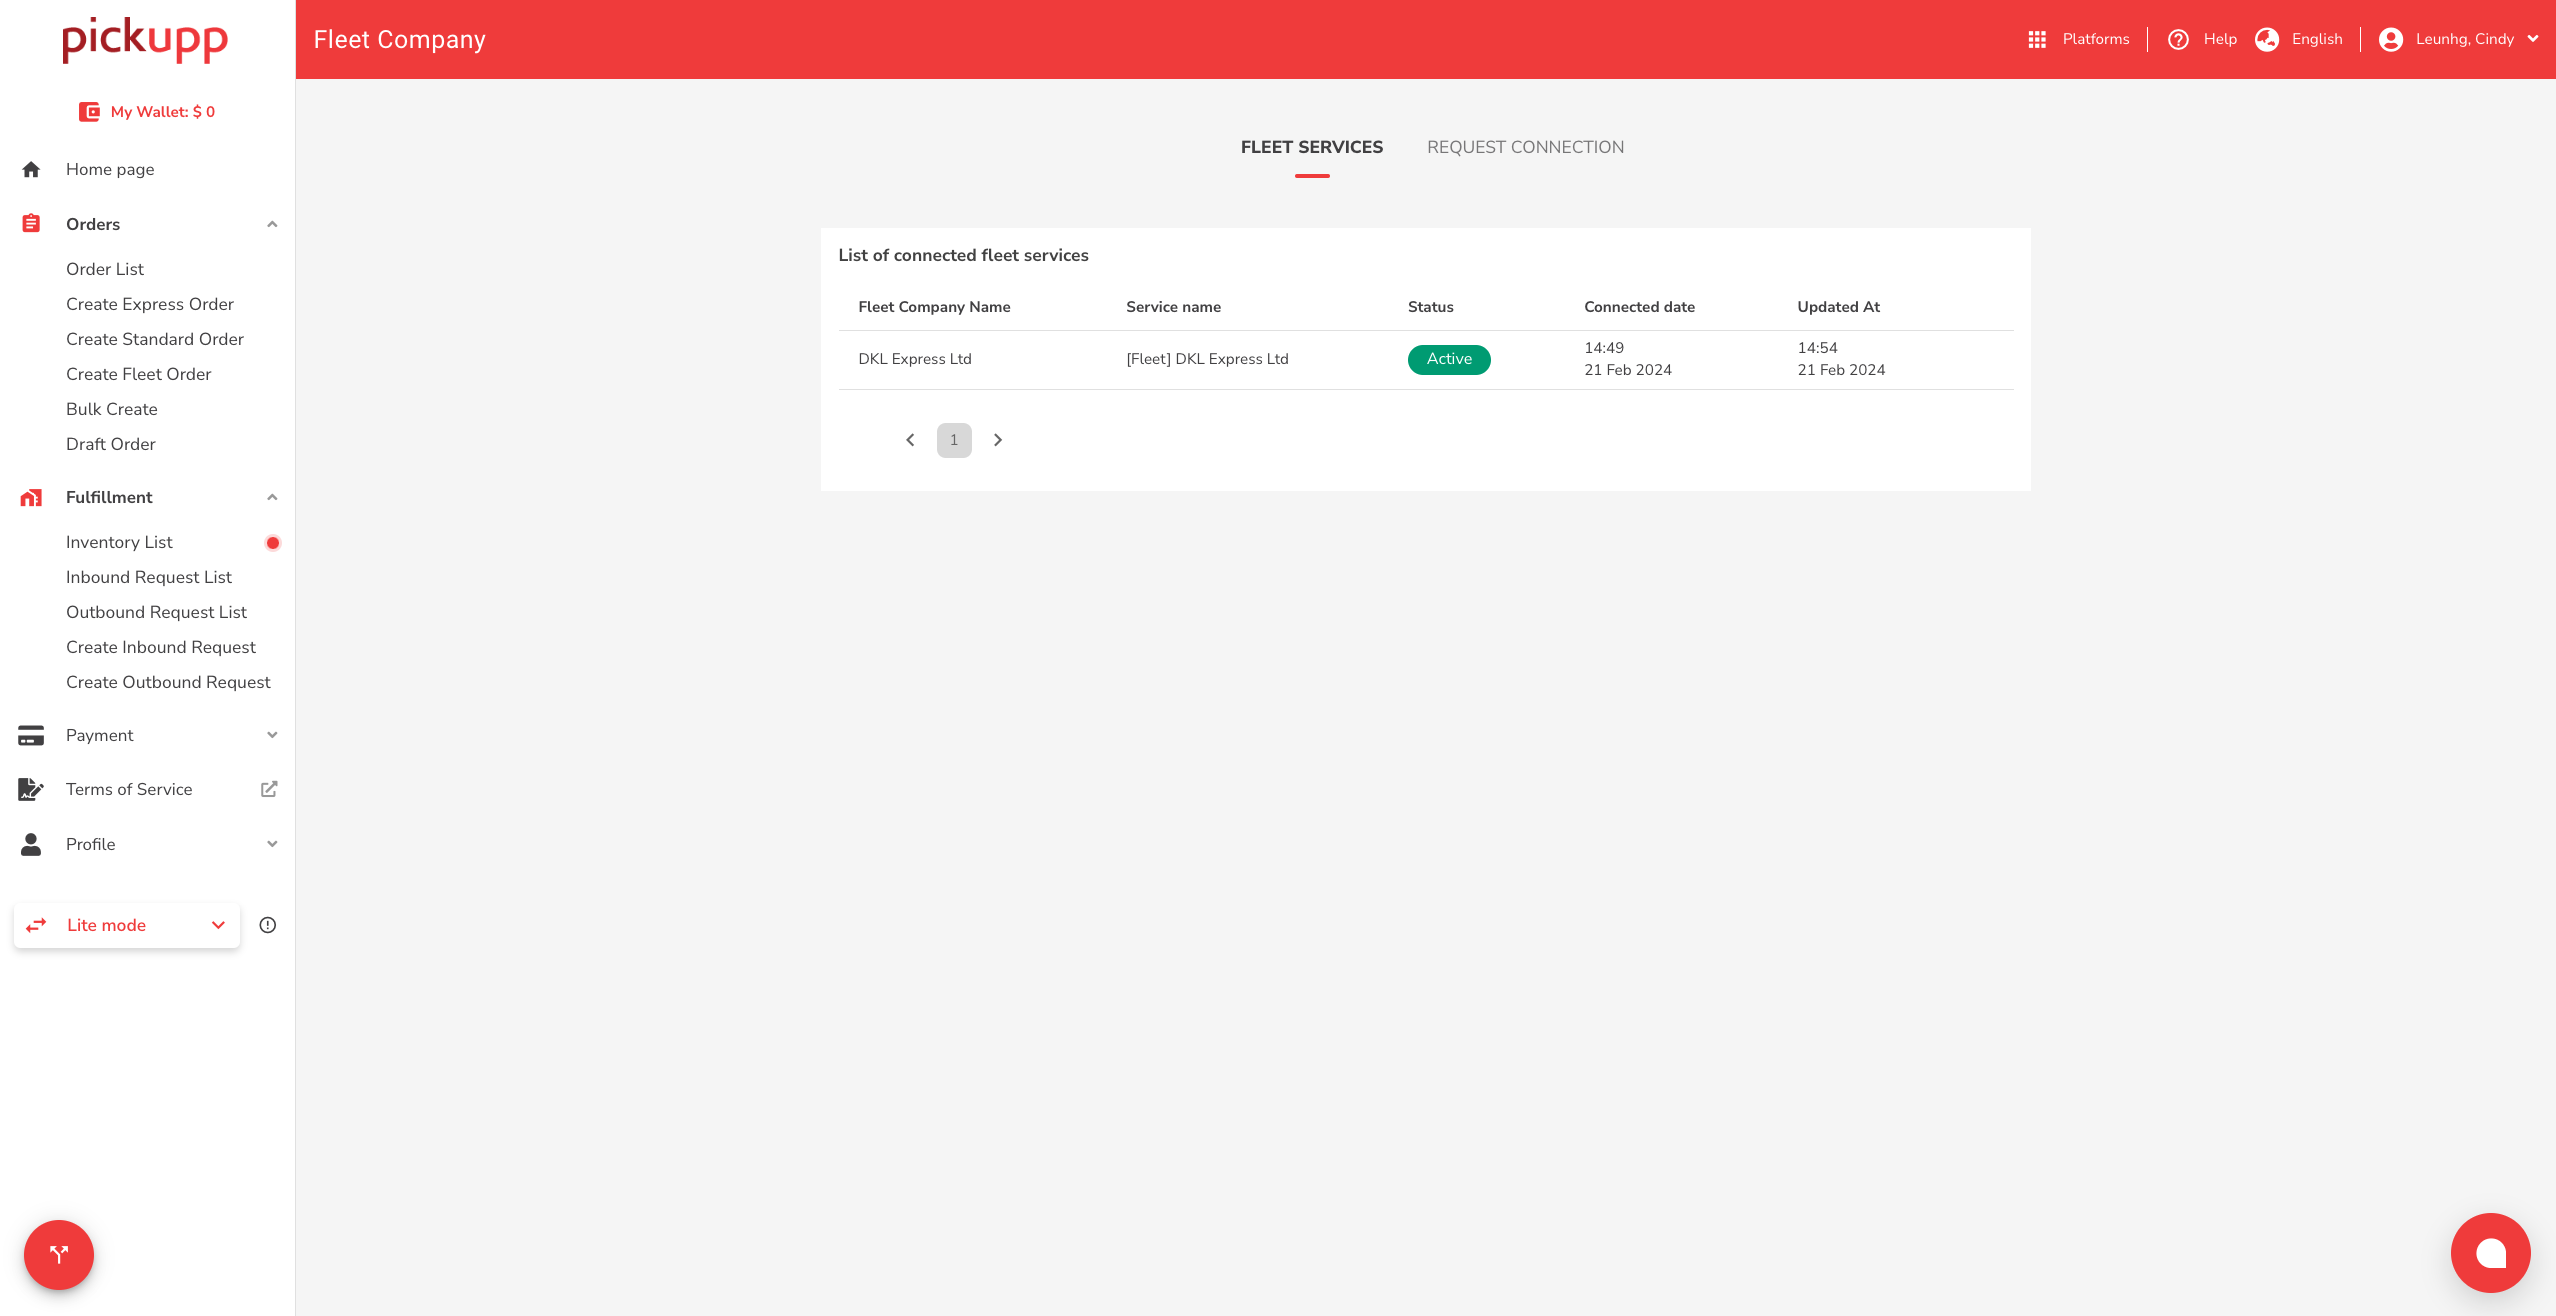 pickupp
Fleet Company
Platforms
Help
English
Leunhg, Cindy
My Wallet: $ 0
Home page
Orders
Order List
Create Express Order
Create Standard Order
Create Fleet Order
Bulk Create
Draft Order
Fulfillment
Inventory List
Inbound Request List
Outbound Request List
Create Inbound Request
Create Outbound Request
Payment
Terms of Service
Profile
Lite mode
FLEET SERVICES
REQUEST CONNECTION
List of connected fleet services
Fleet Company Name
Service name
Status
Connected date
Updated At
DKL Express Ltd
[Fleet] DKL Express Ltd
Active
14:49
21 Feb 2024
14:54
21 Feb 2024
1